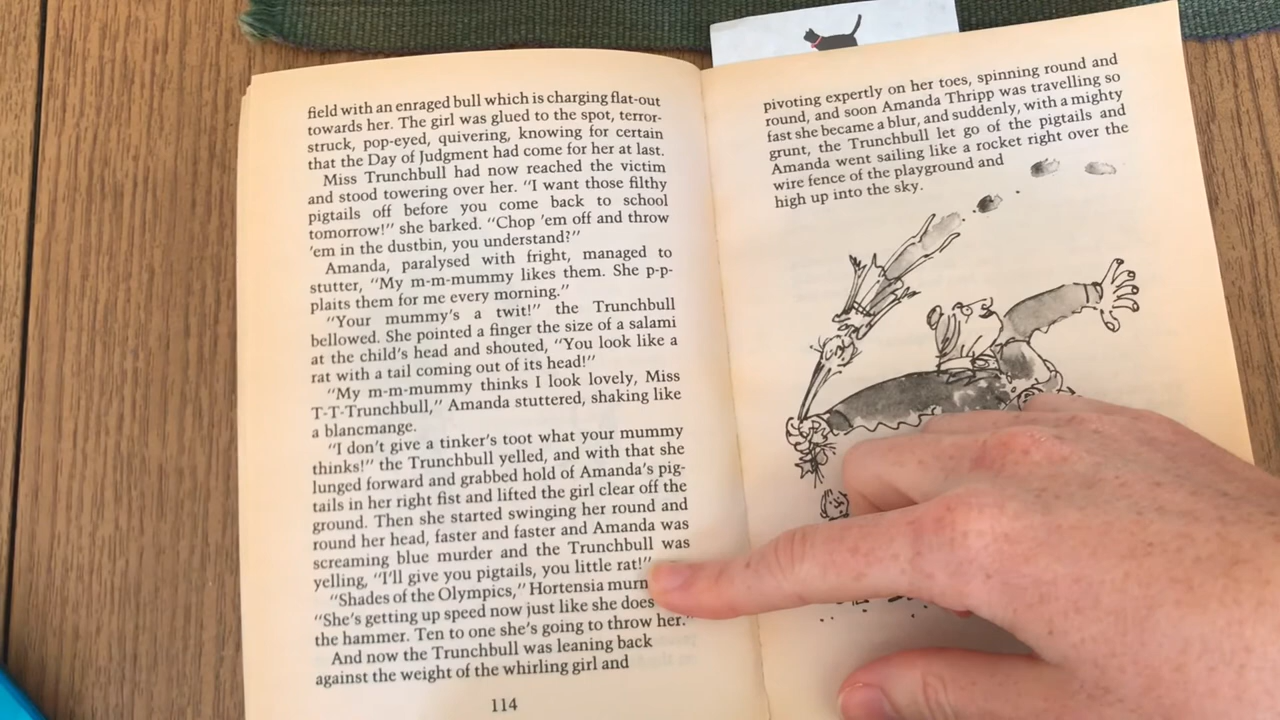 field with an enraged bull which is charging flat-out
towards her. The girl was glued to the spot, terror-
struck, pop-eyed, quivering, knowing for certain
that the Day of Judgment had come for her at last.
Miss Trunchbull had now reached the victim
and stood towering over her. "I want those filthy
pigtails off before you come back to school
tomorrow!" she barked. "Chop 'em off and throw
'em in the dustbin, you understand?"
Amanda, paralysed with fright, managed to
stutter, "My m-m-mummy likes them. She p-p-
plaits them for me every morning."
"Your mummy's a twit!" the Trunchbull
bellowed. She pointed a finger the size of a salami
at the child's head and shouted, "You look like a
rat with a tail coming out of its head!"
"My m-m-mummy thinks I look lovely, Miss
T-T-Trunchbull," Amanda stuttered, shaking like
a blancmange.
"I don't give a tinker's toot what your mummy
thinks!" the Trunchbull yelled, and with that she
lunged forward and grabbed hold of Amanda's pig-
tails in her right fist and lifted the girl clear off the
ground. Then she started swinging her round and
round her head, faster and faster and Amanda was
screaming blue murder and the Trunchbull was
yelling, "I'll give you pigtails, you little rat!"
"Shades of the Olympics," Hortensia
"She's getting up speed now just like she does
the hammer. Ten to one she's going to throw her."
And now the Trunchbull was leaning back
against the weight of the whirling girl and
114
pivoting expertly on her toes, spinning round and
round, and soon Amanda Thripp was travelling so
fast she became a blur, and suddenly, with a mighty
grunt, the Trunchbull let go of the pigtails and
Amanda went sailing like a rocket right over the
wire fence of the playground and
high up into the sky.